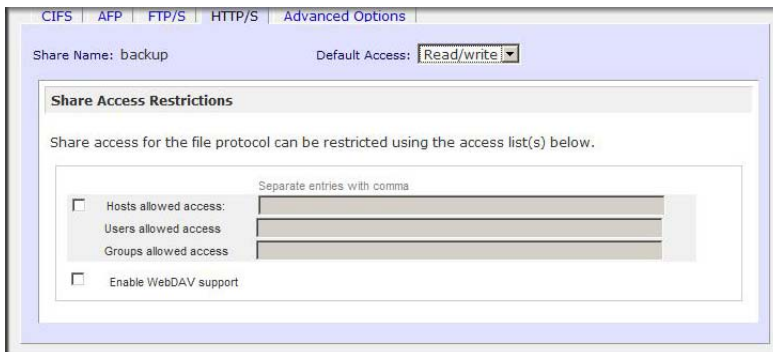 CIFS AFP FTP/S HTTP/S Advanced Options
Share Name: backup Default Access: Read/write
Share Access Restrictions
Share access for the file protocol can be restricted using the access list(s) below.
Separate entries with comma
Hosts allowed access:
Users allowed access
Groups allowed access
Enable WebDAV support